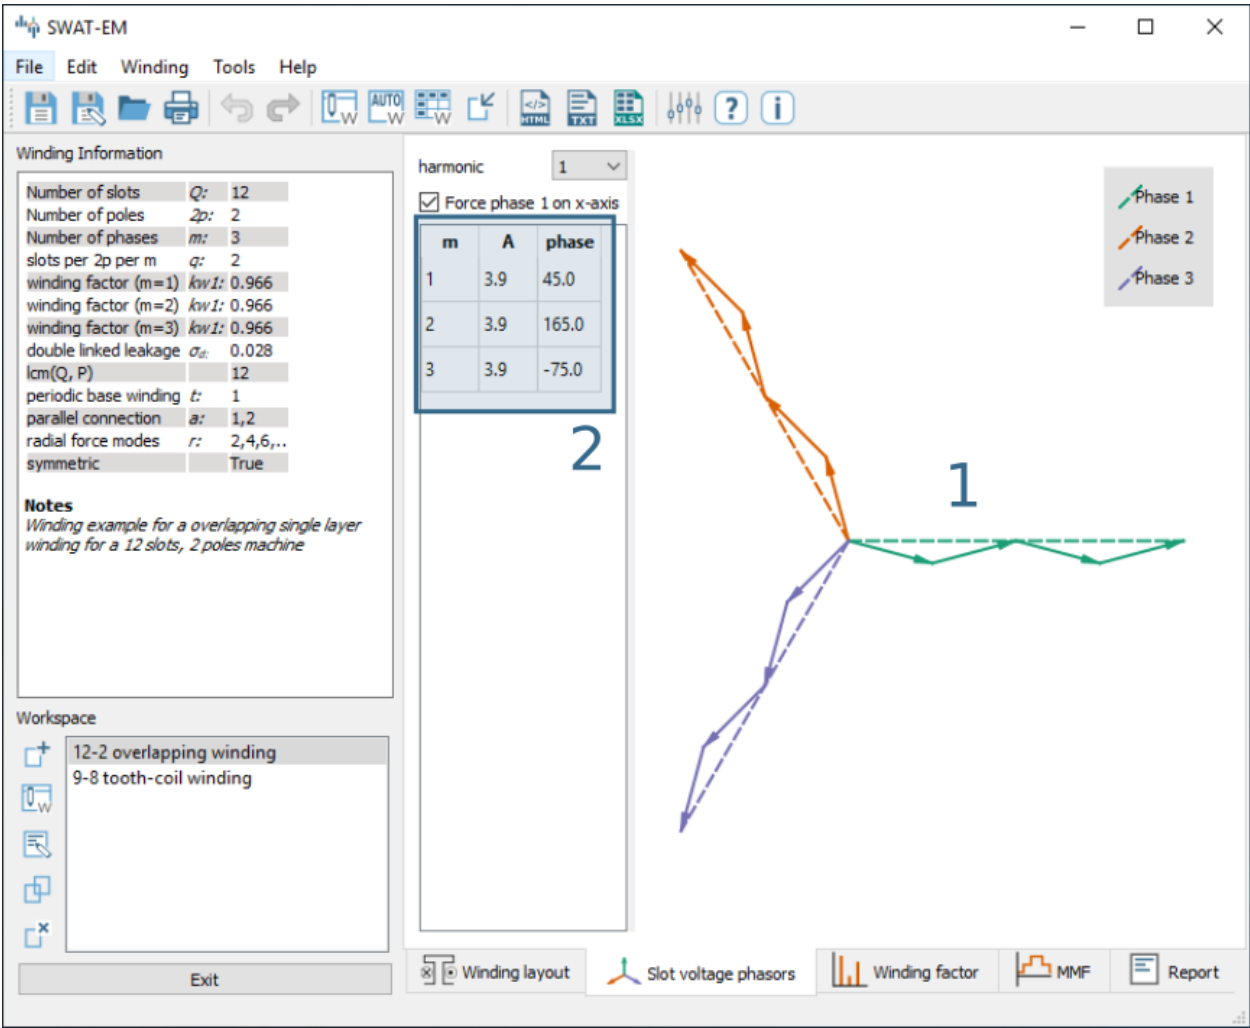 SWAT-EM
File Edit Winding Tools Help
W AUTO W W HTML TXT XLSX ? i
Winding Information
Number of slots Q: 12
Number of poles 2p: 2
Number of phases m: 3
slots per 2p per m q: 2
winding factor (m=1) kw1: 0.966
winding factor (m=2) kw1: 0.966
winding factor (m=3) kw1: 0.966
double linked leakage σd: 0.028
lcm(Q, P) 12
periodic base winding t: 1
parallel connection a: 1,2
radial force modes r: 2,4,6,..
symmetric True
Notes
Winding example for a overlapping single layer
winding for a 12 slots, 2 poles machine
Workspace
12-2 overlapping winding
9-8 tooth-coil winding
W
Exit
harmonic 1
Force phase 1 on x-axis
m A phase
1 3.9 45.0
2 3.9 165.0
3 3.9 -75.0
2
1
Phase 1
Phase 2
Phase 3
Winding layout
Slot voltage phasors
Winding factor
MMF
Report